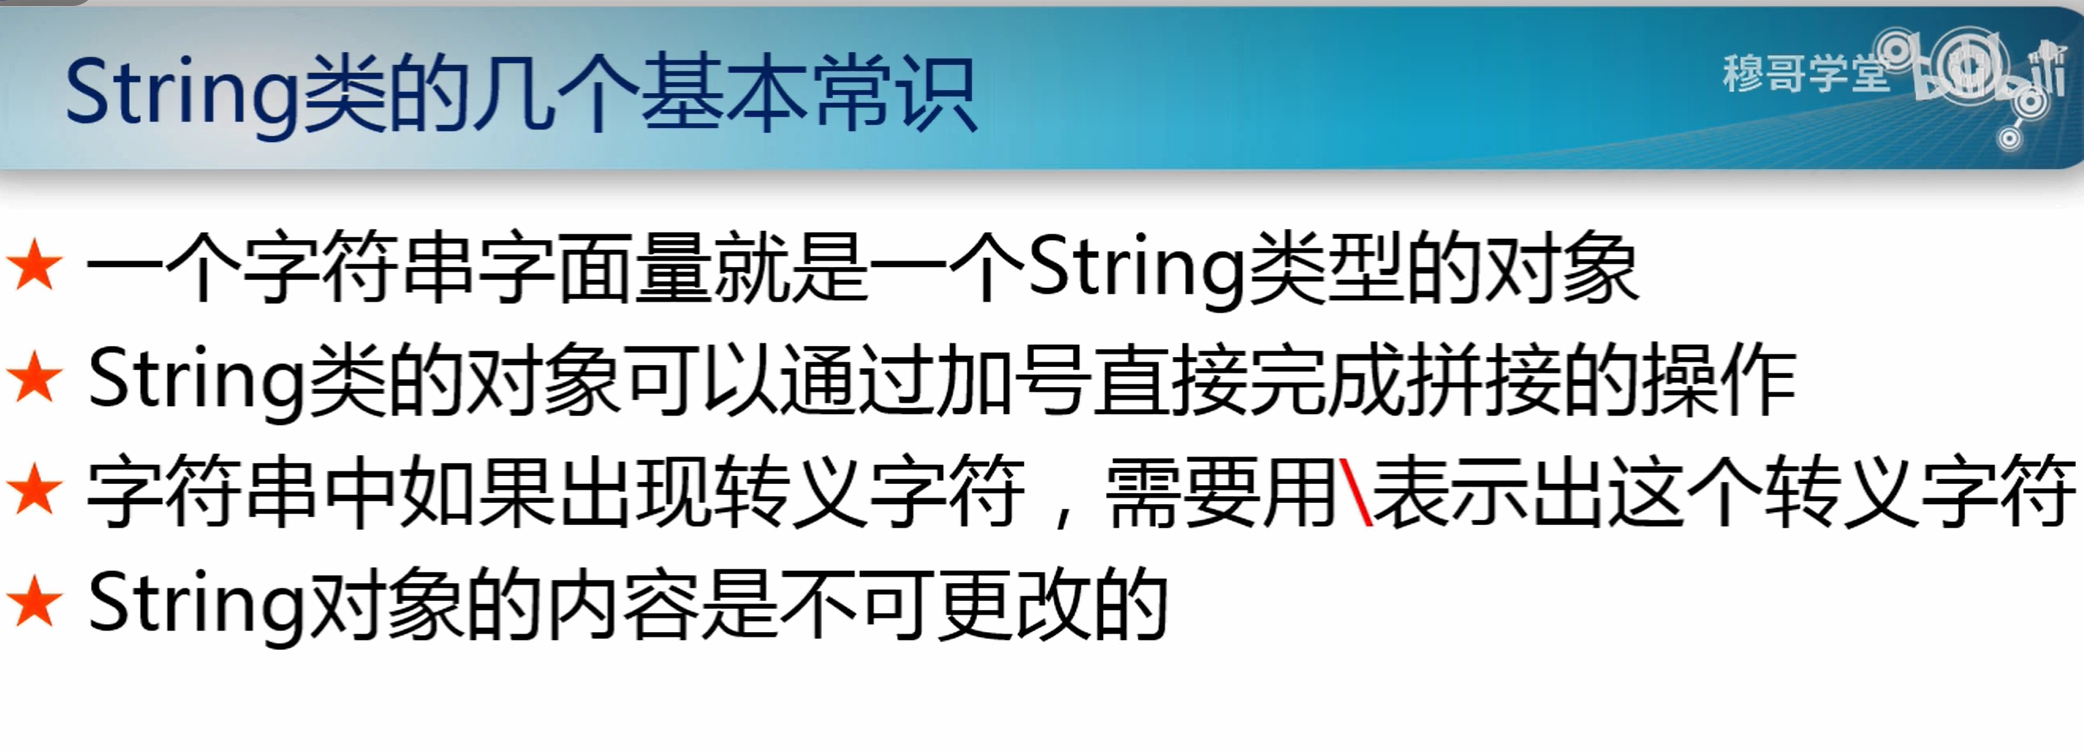 String类的几个基本常识
穆哥学堂 bilibili
一个字符串字面量就是一个String类型的对象
String类的对象可以通过加号直接完成拼接的操作
字符串中如果出现转义字符，需要用\表示出这个转义字符
String对象的内容是不可更改的